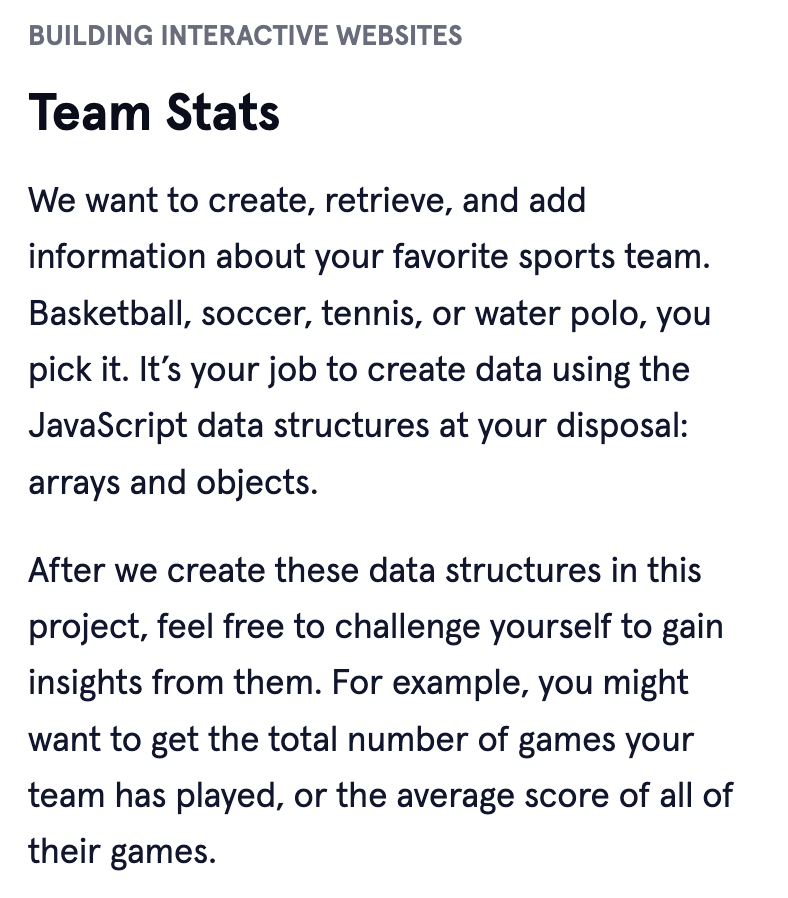 BUILDING INTERACTIVE WEBSITES
Team Stats
We want to create, retrieve, and add
information about your favorite sports team.
Basketball, soccer, tennis, or water polo, you
pick it. It’s your job to create data using the
JavaScript data structures at your disposal:
arrays and objects.
After we create these data structures in this
project, feel free to challenge yourself to gain
insights from them. For example, you might
want to get the total number of games your
team has played, or the average score of all of
their games.